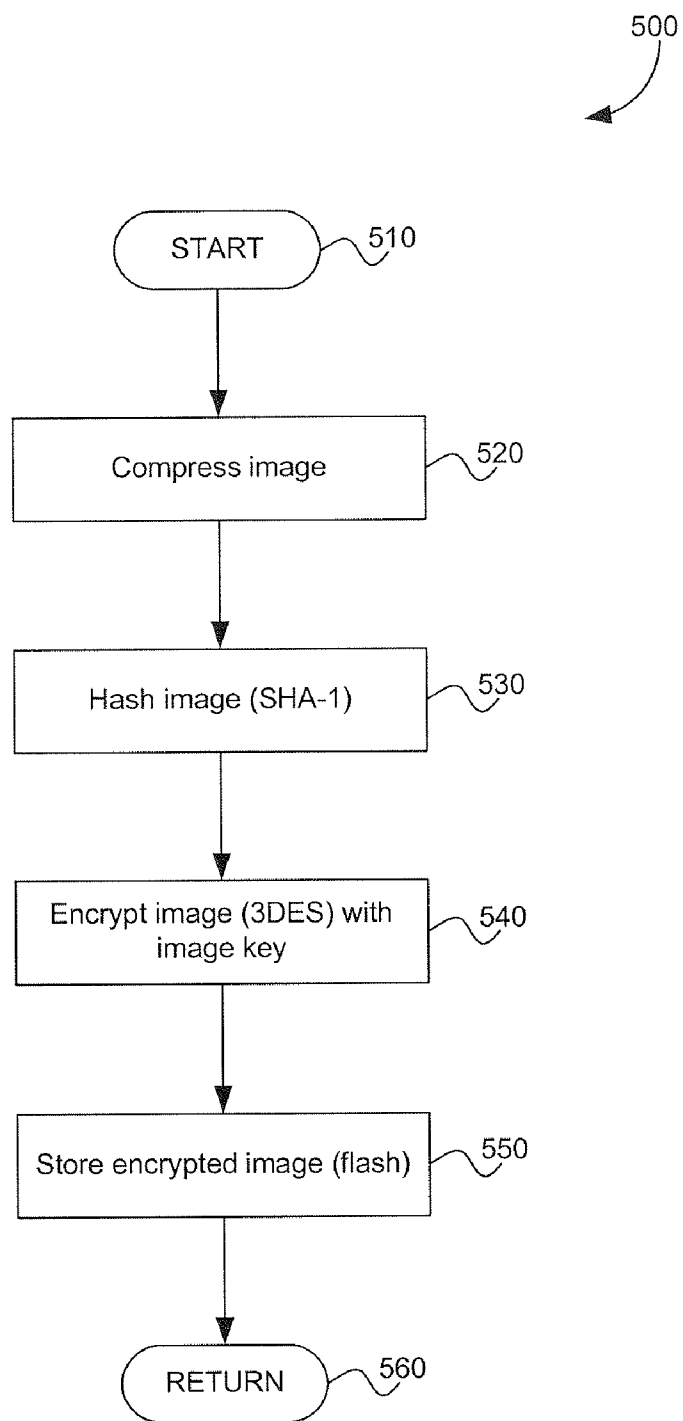 500
START
510
Compress image
520
Hash image (SHA-1)
530
Encrypt image (3DES) with
image key
540
Store encrypted image (flash)
550
RETURN
560